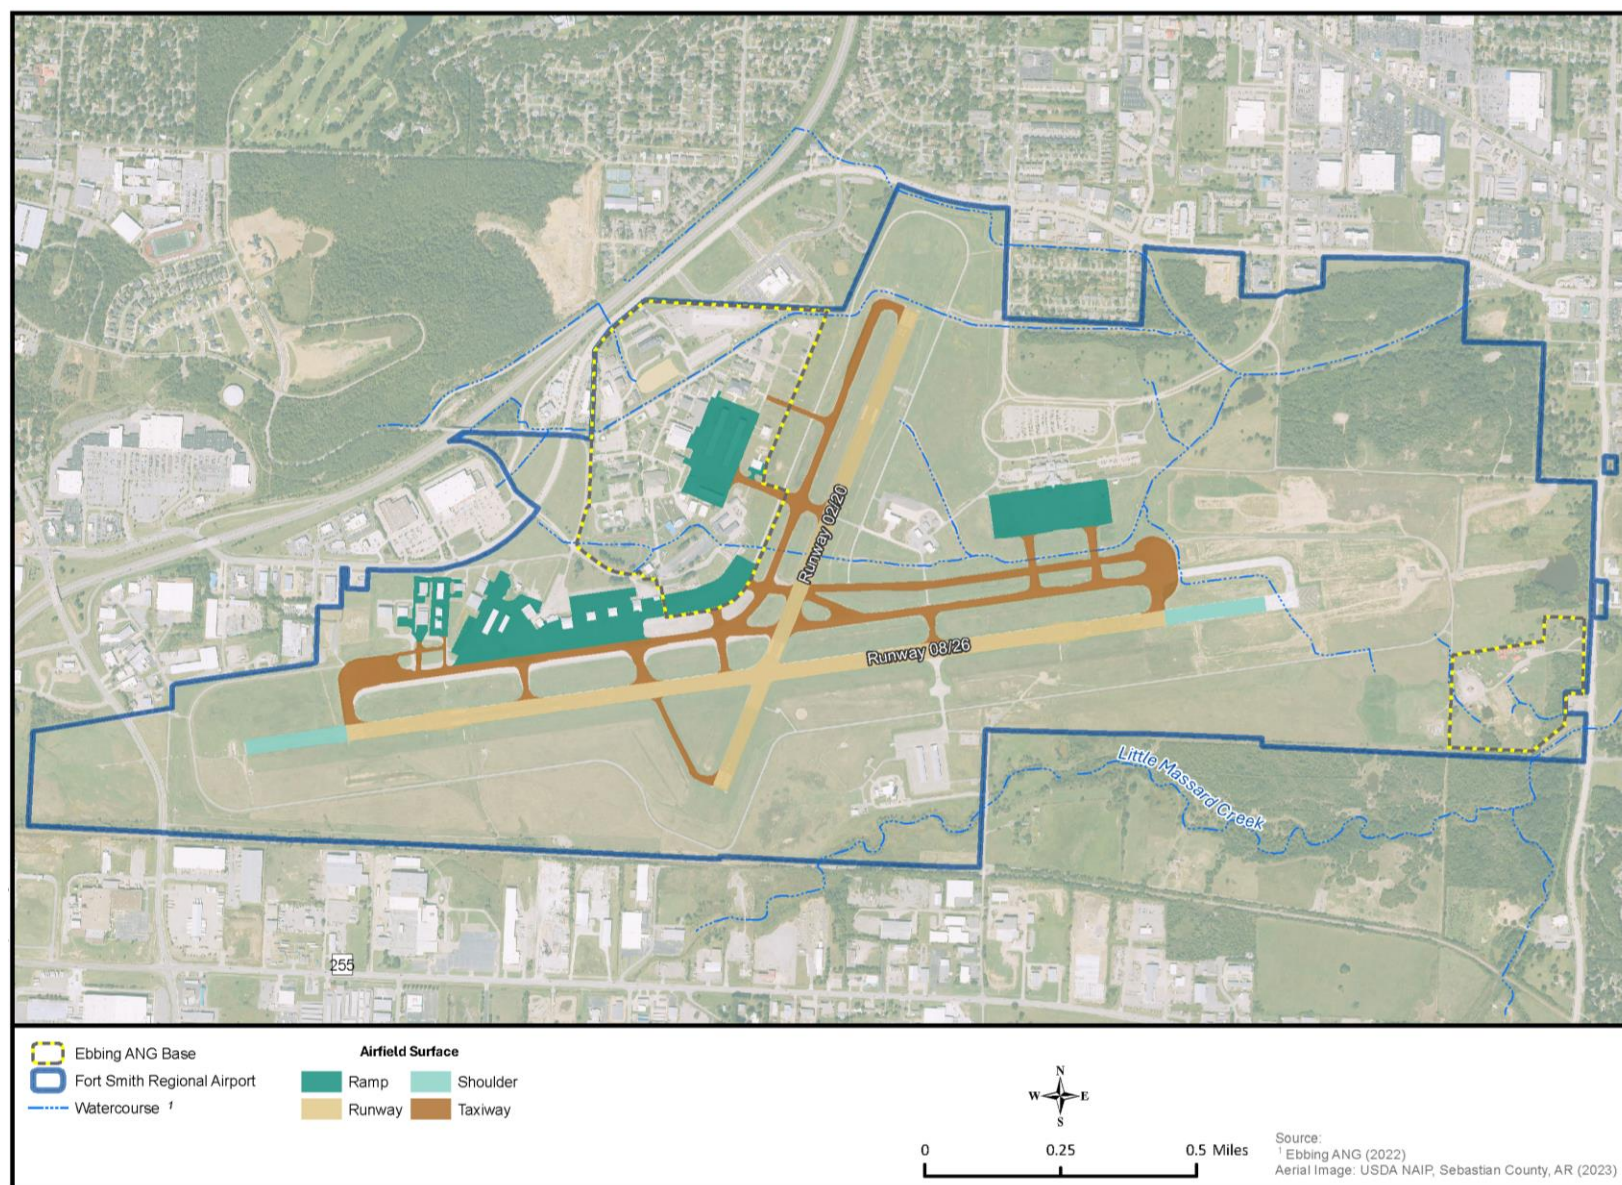 Runway 02/20
Runway 08/26
Little Massard Creek
255
Ebbing ANG Base
Fort Smith Regional Airport
Watercourse 1
Airfield Surface
Ramp
Shoulder
Runway
Taxiway
N
W E
S
0 0.25 0.5 Miles
Source:
1 Ebbing ANG (2022)
Aerial Image: USDA NAIP, Sebastian County, AR (2023)